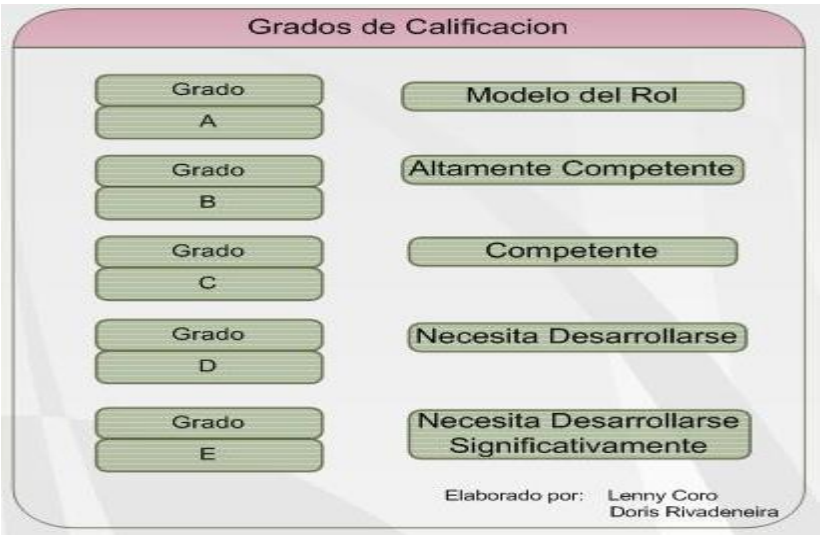 Grados de Calificacion
Grado
A
Modelo del Rol
Grado
B
Altamente Competente
Grado
C
Competente
Grado
D
Necesita Desarrollarse
Grado
E
Necesita Desarrollarse
Significativamente
Elaborado por: Lenny Coro
Doris Rivadeneira